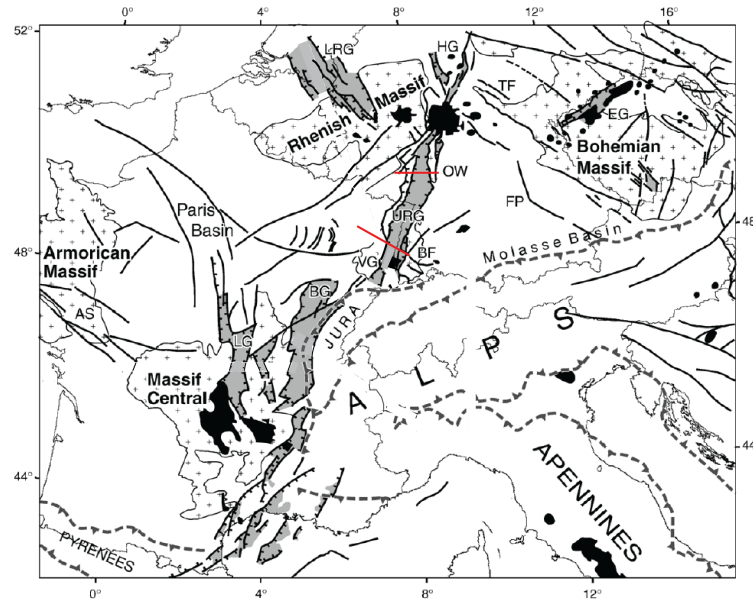 0°
4°
8°
12°
16°
52°
LRG
HG
TF
Rhenish Massif
EG
Bohemian
Massif
OW
Paris
Basin
URG
FP
48
Armorican
Massif
48°
VG
BF
Molasse Basin
AS
BG
JURA
LG
ALPS
Massif
Central
44°
44
APENNINES
PYRENEES
0°
4°
8°
12°